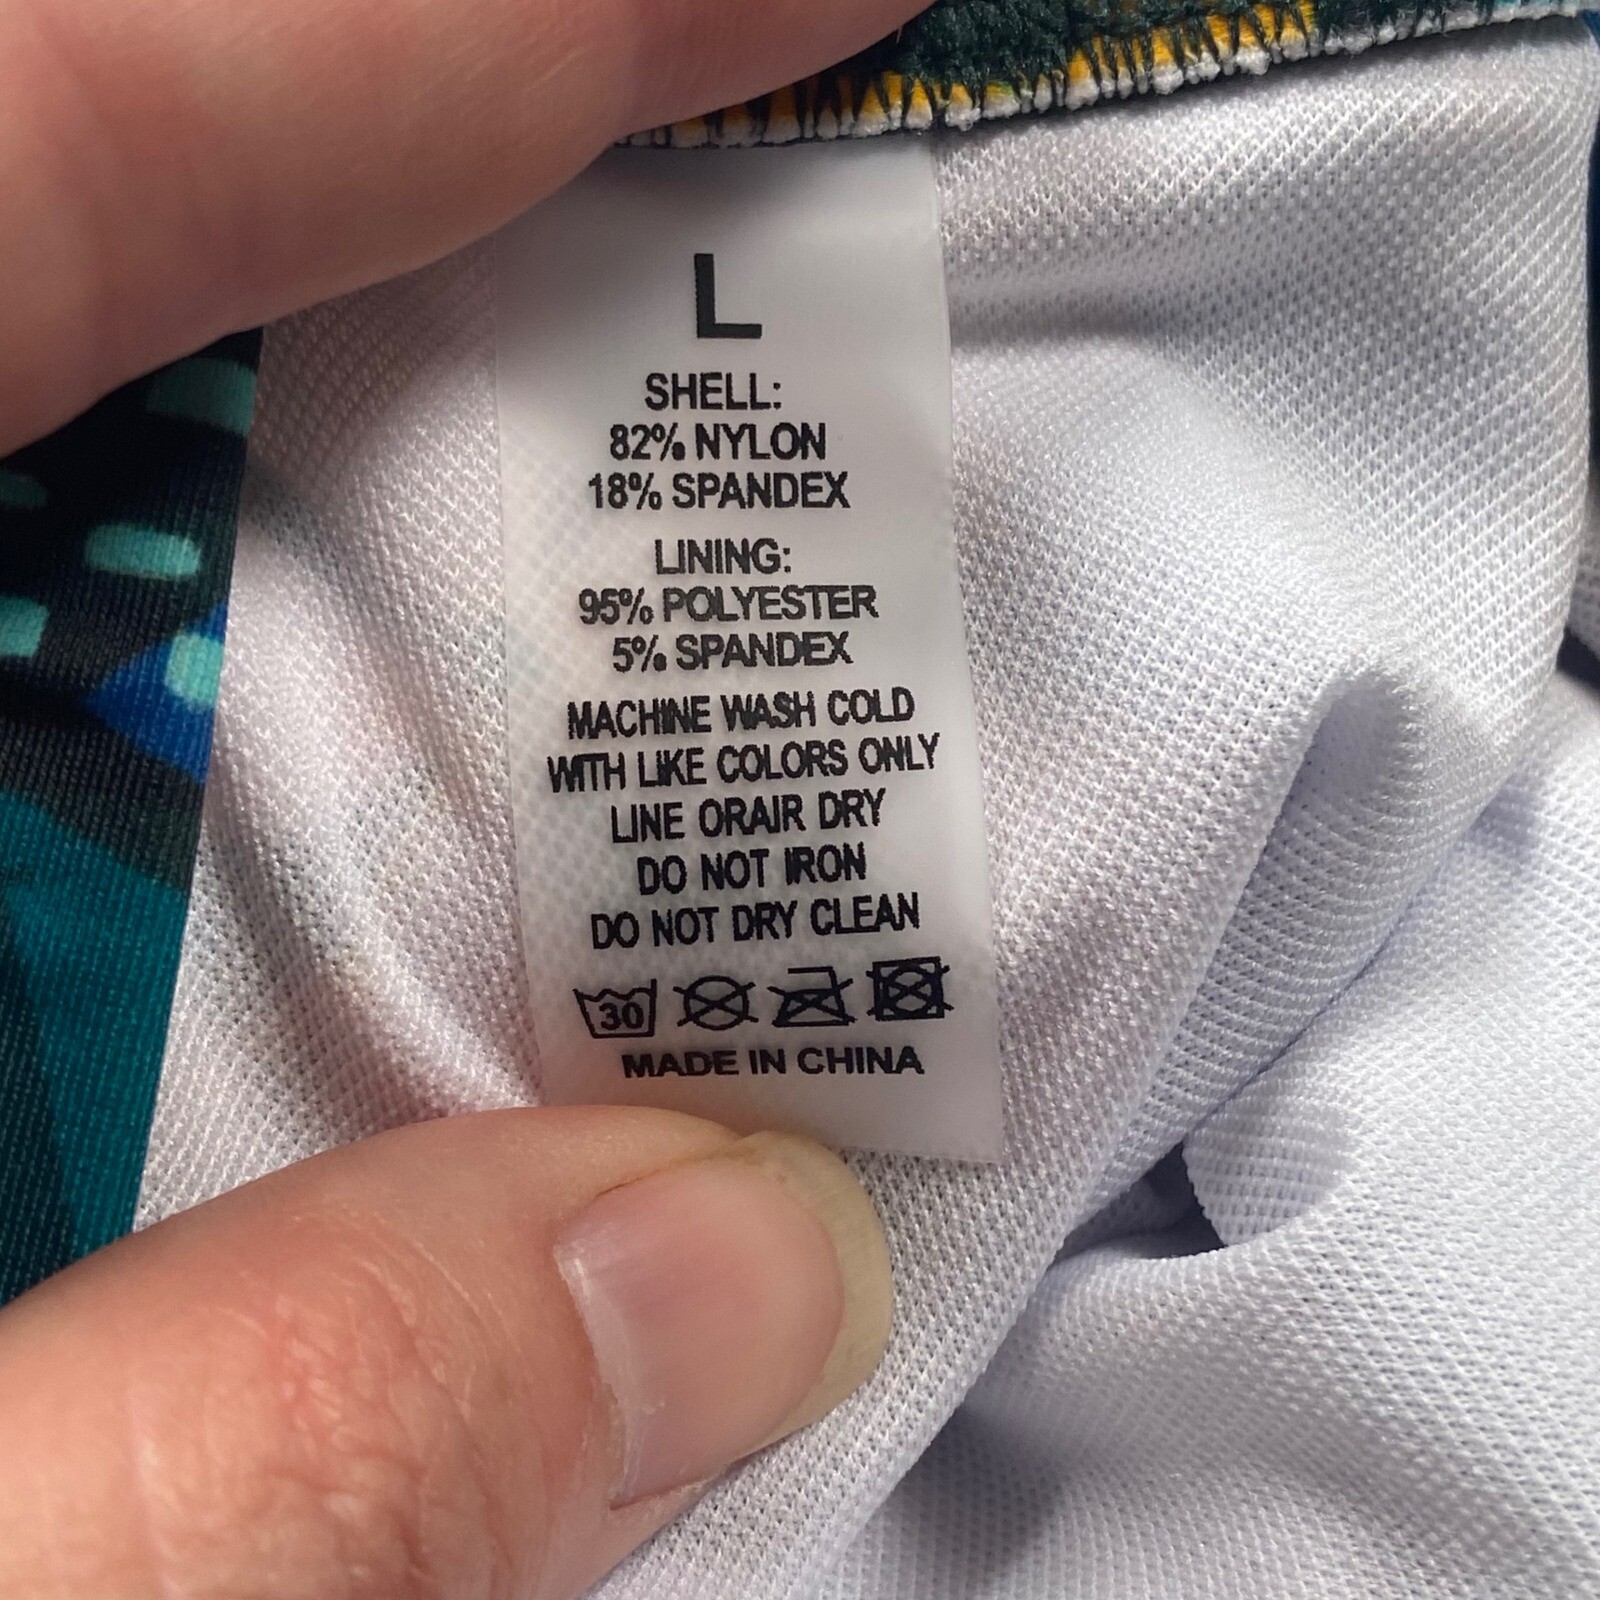 L
SHELL:
82% NYLON
18% SPANDEX
LINING:
95% POLYESTER
5% SPANDEX
MACHINE WASH COLD
WITH LIKE COLORS ONLY
LINE ORAIR DRY
DO NOT IRON
DO NOT DRY CLEAN
30
MADE IN CHINA